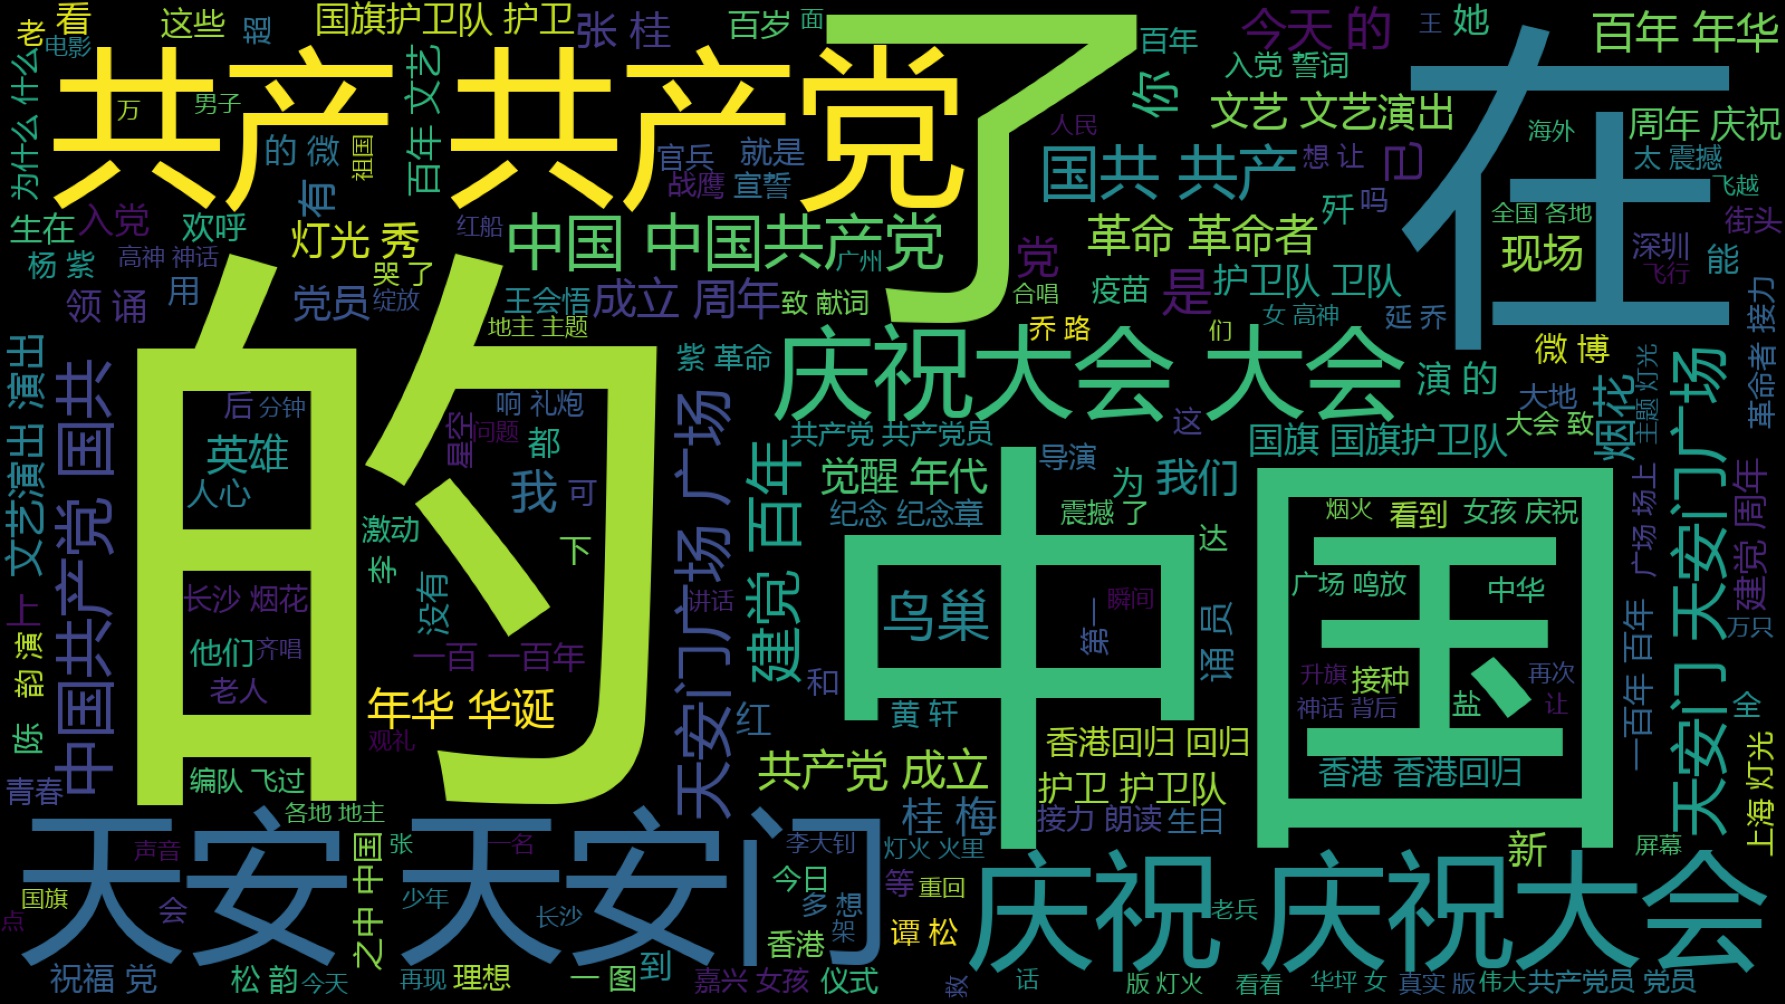 老
看
电影
这些
超
国旗护卫队 护卫
张 桂
百岁
面
了
百年
今天 的
王
她
百年 年华
为什么 什么
共产 共产党
万
男子
百年 文艺
的 微
有
祖国
官兵
就是
战鹰
宣誓
你
入党 誓词
文艺 文艺演出
人民
国共 共产
想 让
已
在
海外
周年 庆祝
太 震撼
飞越
生在
入党
欢呼
灯光 秀
红船
中国 中国共产党
广州
党
革命 革命者
歼
吗
全国 各地
现场
街头
深圳
飞行
能
杨 紫
高神 神话
哭 了
领 诵
用
党员
绽放
王会悟
成立 周年
致 献词
合唱
疫苗
是
护卫队 卫队
女 高神
延 乔
接力
的
地主 主题
乔 路
们
微 博
文艺演出 演出
中国共产党 国共
紫 革命
庆祝大会 大会
演 的
大地
烟花
主题 灯光
革命者
天安门 天安门广场
后
分钟
响 礼炮
星空
问题
都
天安门广场 广场
共产党 共产党员
这
国旗 国旗护卫队
大会 致
英雄
人心
我
可
建党 百年
觉醒 年代
导演
为
我们
纪念 纪念章
震撼 了
达
中国
烟火
看到
女孩 庆祝
广场 场上
建党 周年
激动
李
没有
下
鸟巢
第一
瞬间
诵 员
广场 鸣放
中华
一百年 百年
万只
上
长沙 烟花
讲话
他们
齐唱
一百 一百年
老人
陈
韵 演
和
升旗
接种
再次
神话 背后
盐
让
全
年华 华诞
观礼
红
黄 轩
香港回归 回归
香港 香港回归
上海 灯光
青春
编队 飞过
共产党 成立
护卫 护卫队
各地 地主
桂 梅
接力 朗读
生日
天安 天安门
声音
之中 中国
张
一名
李大钊
灯火 火里
新
屏幕
国旗
点
会
少年
长沙
今日
等
重回
多 想
架
谭 松
庆祝 庆祝大会
老兵
香港
祝福 党
松 韵
今天
再现
理想
一 图
到
嘉兴 女孩
仪式
救
话
版 灯火
看看
华坪 女
真实 版
伟大
共产党员 党员